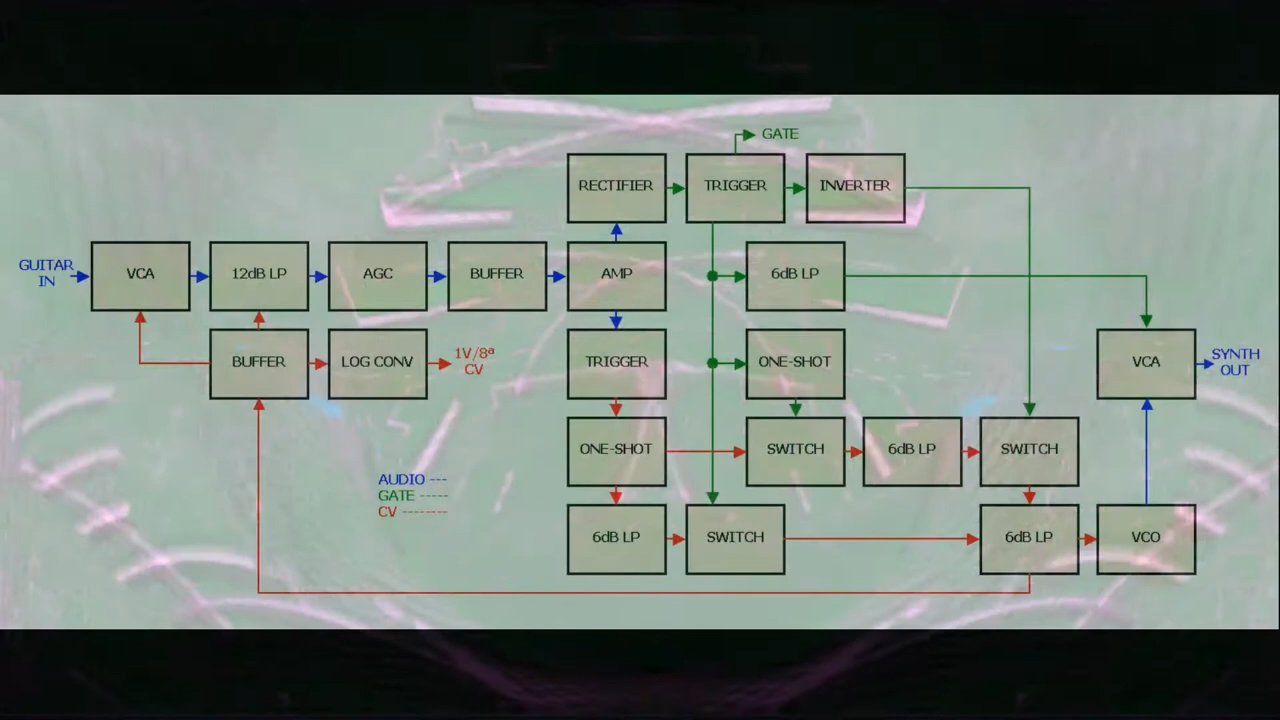 GATE
RECTIFIER
TRIGGER
INVERTER
GUITAR
IN
VCA
12dB LP
AGC
BUFFER
AMP
6dB LP
BUFFER
LOG CONV
1V/8ª
CV
TRIGGER
ONE-SHOT
VCA
SYNTH
OUT
ONE-SHOT
SWITCH
6dB LP
SWITCH
AUDIO ---
GATE -----
CV --------
6dB LP
SWITCH
6dB LP
VCO